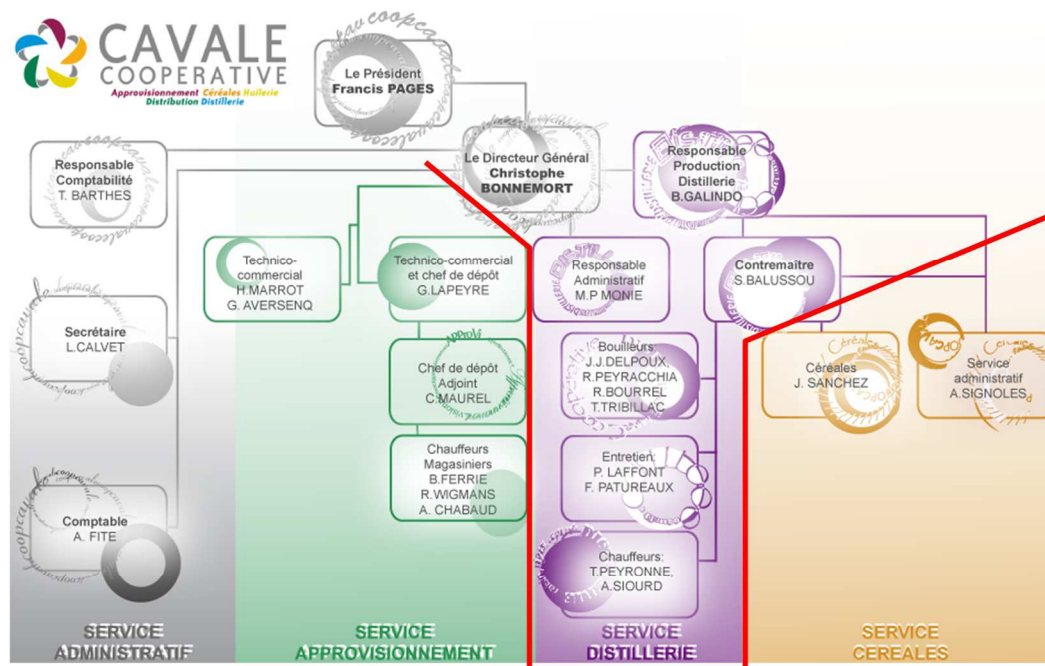 CAVALE
COOPERATIVE
Approvisionnement Céréales Huilerie
Distribution Distillerie
Le Président
Francis PAGES
Le Directeur Général
Christophe
BONNEMORT
Responsable
Production
Distillerie
B.GALINDO
Responsable
Comptabilité
T. BARTHES
Technico-
commercial
H.MARROT
G. AVERSENQ
Technico-commercial
et chef de dépôt
G.LAPEYRE
Responsable
Administratif
M.P MONIE
Contremaître
S.BALUSSOU
Secrétaire
L.CALVET
Chef de dépôt
Adjoint
C.MAUREL
Bouilleurs:
J.J.DELPOUX,
R.PEYRACCHIA
R.BOURREL
T.TRIBILLAC
Céréales
J. SANCHEZ
Service
administratif
A.SIGNOLES
Chauffeurs
Magasiniers
B.FERRIE
R.WIGMANS
A. CHABAUD
Entretien:
P. LAFFONT
F. PATUREAUX
Comptable
A. FITE
Chauffeurs:
T.PEYRONNE,
A.SIOURD
SERVICE
ADMINISTRATIF
SERVICE
APPROVISIONNEMENT
SERVICE
DISTILLERIE
SERVICE
CEREALES